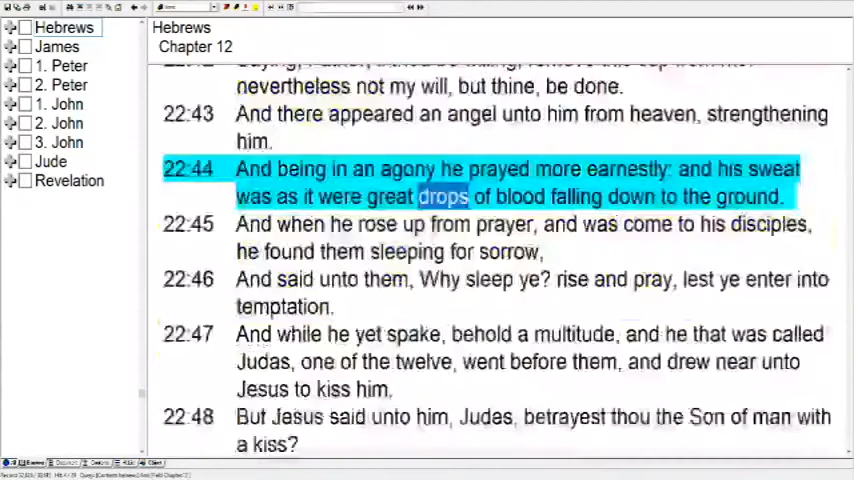 Hebrews
James
1. Peter
2. Peter
1. John
2. John
3. John
Jude
Revelation
Hebrews
Chapter 12
nevertheless not my will, but thine, be done.
22:43 And there appeared an angel unto him from heaven, strengthening
him.
22:44 And being in an agony he prayed more earnestly: and his sweat
was as it were great drops of blood falling down to the ground.
22:45 And when he rose up from prayer, and was come to his disciples,
he found them sleeping for sorrow,
22:46 And said unto them, Why sleep ye? rise and pray, lest ye enter into
temptation.
22:47 And while he yet spake, behold a multitude, and he that was called
Judas, one of the twelve, went before them, and drew near unto
Jesus to kiss him.
22:48 But Jesus said unto him, Judas, betrayest thou the Son of man with
a kiss?